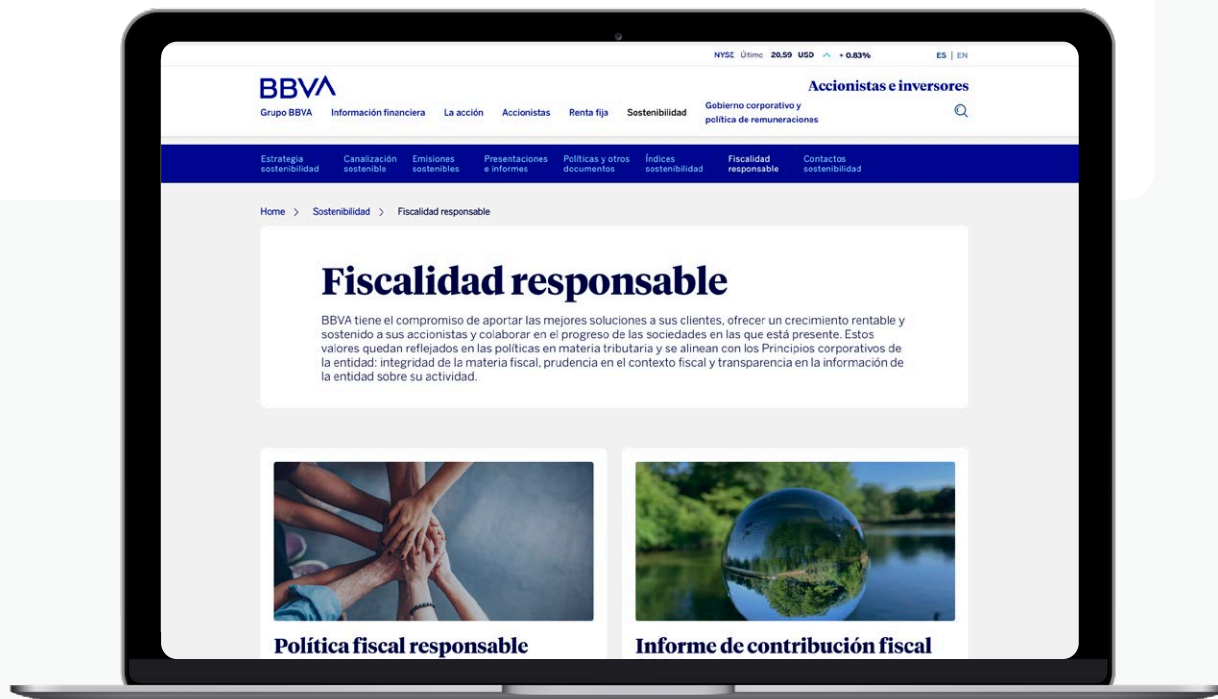 NYSE Último 20,59 USD + 0.83% ES | EN
BBVA
Accionistas e inversores
Grupo BBVA Información financiera La acción Accionistas Renta fija Sostenibilidad Gobierno corporativo y
política de remuneraciones
Estrategia sostenibilidad
Canalización sostenible
Emisiones sostenibles
Presentaciones e informes
Políticas y otros documentos
Índices sostenibilidad
Fiscalidad responsable
Contactos sostenibilidad
Home > Sostenibilidad > Fiscalidad responsable
Fiscalidad responsable
BBVA tiene el compromiso de aportar las mejores soluciones a sus clientes, ofrecer un crecimiento rentable y
sostenido a sus accionistas y colaborar en el progreso de las sociedades en las que está presente. Estos
valores quedan reflejados en las políticas en materia tributaria y se alinean con los Principios corporativos de
la entidad: integridad de la materia fiscal, prudencia en el contexto fiscal y transparencia en la información de
la entidad sobre su actividad.
Política fiscal responsable
Informe de contribución fiscal